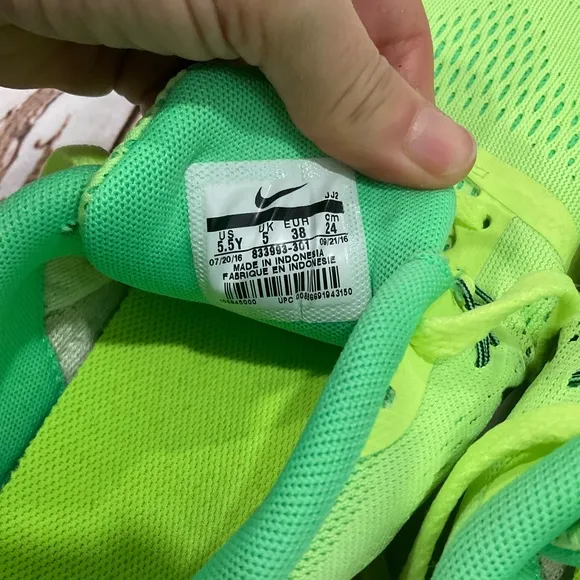 JJ2
US UK EUR cm
5.5Y 5 38 24
07/20/16 833993-301 09/21/16
MADE IN INDONESIA
FABRIQUE EN INDONESIE